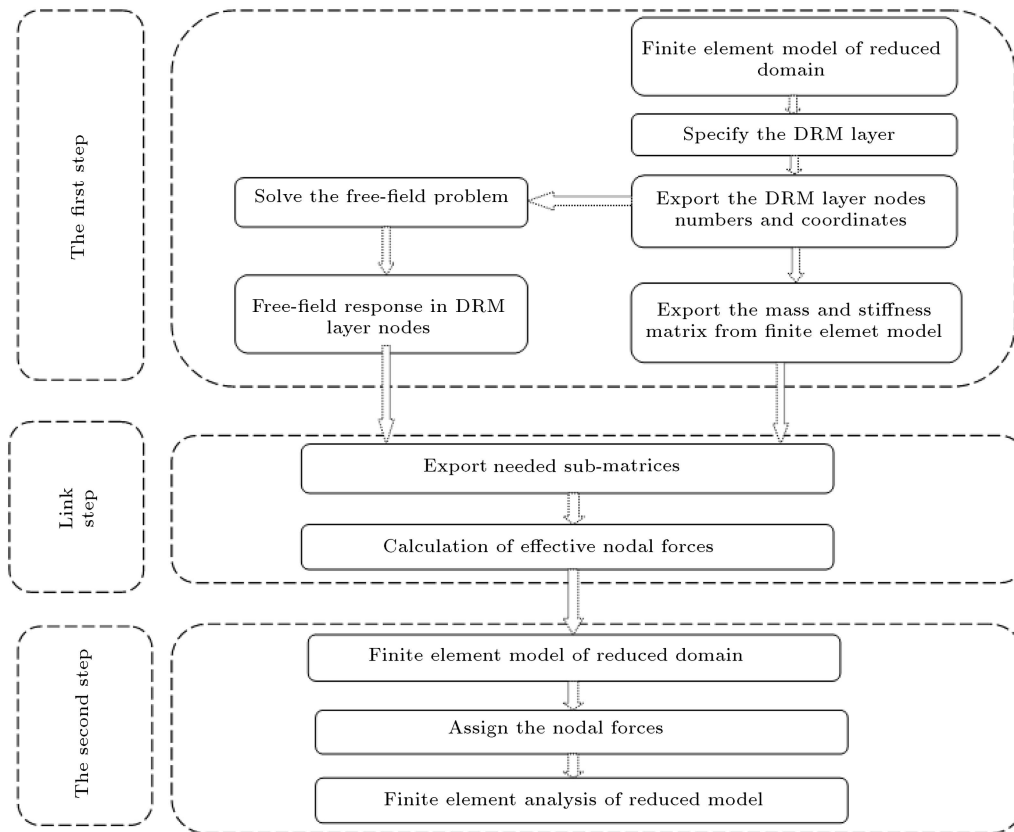 The first step
Finite element model of reduced
domain
Specify the DRM layer
Export the DRM layer nodes
numbers and coordinates
Solve the free-field problem
Free-field response in DRM
layer nodes
Export the mass and stiffness
matrix from finite elemet model
Link
step
Export needed sub-matrices
Calculation of effective nodal forces
The second step
Finite element model of reduced domain
Assign the nodal forces
Finite element analysis of reduced model